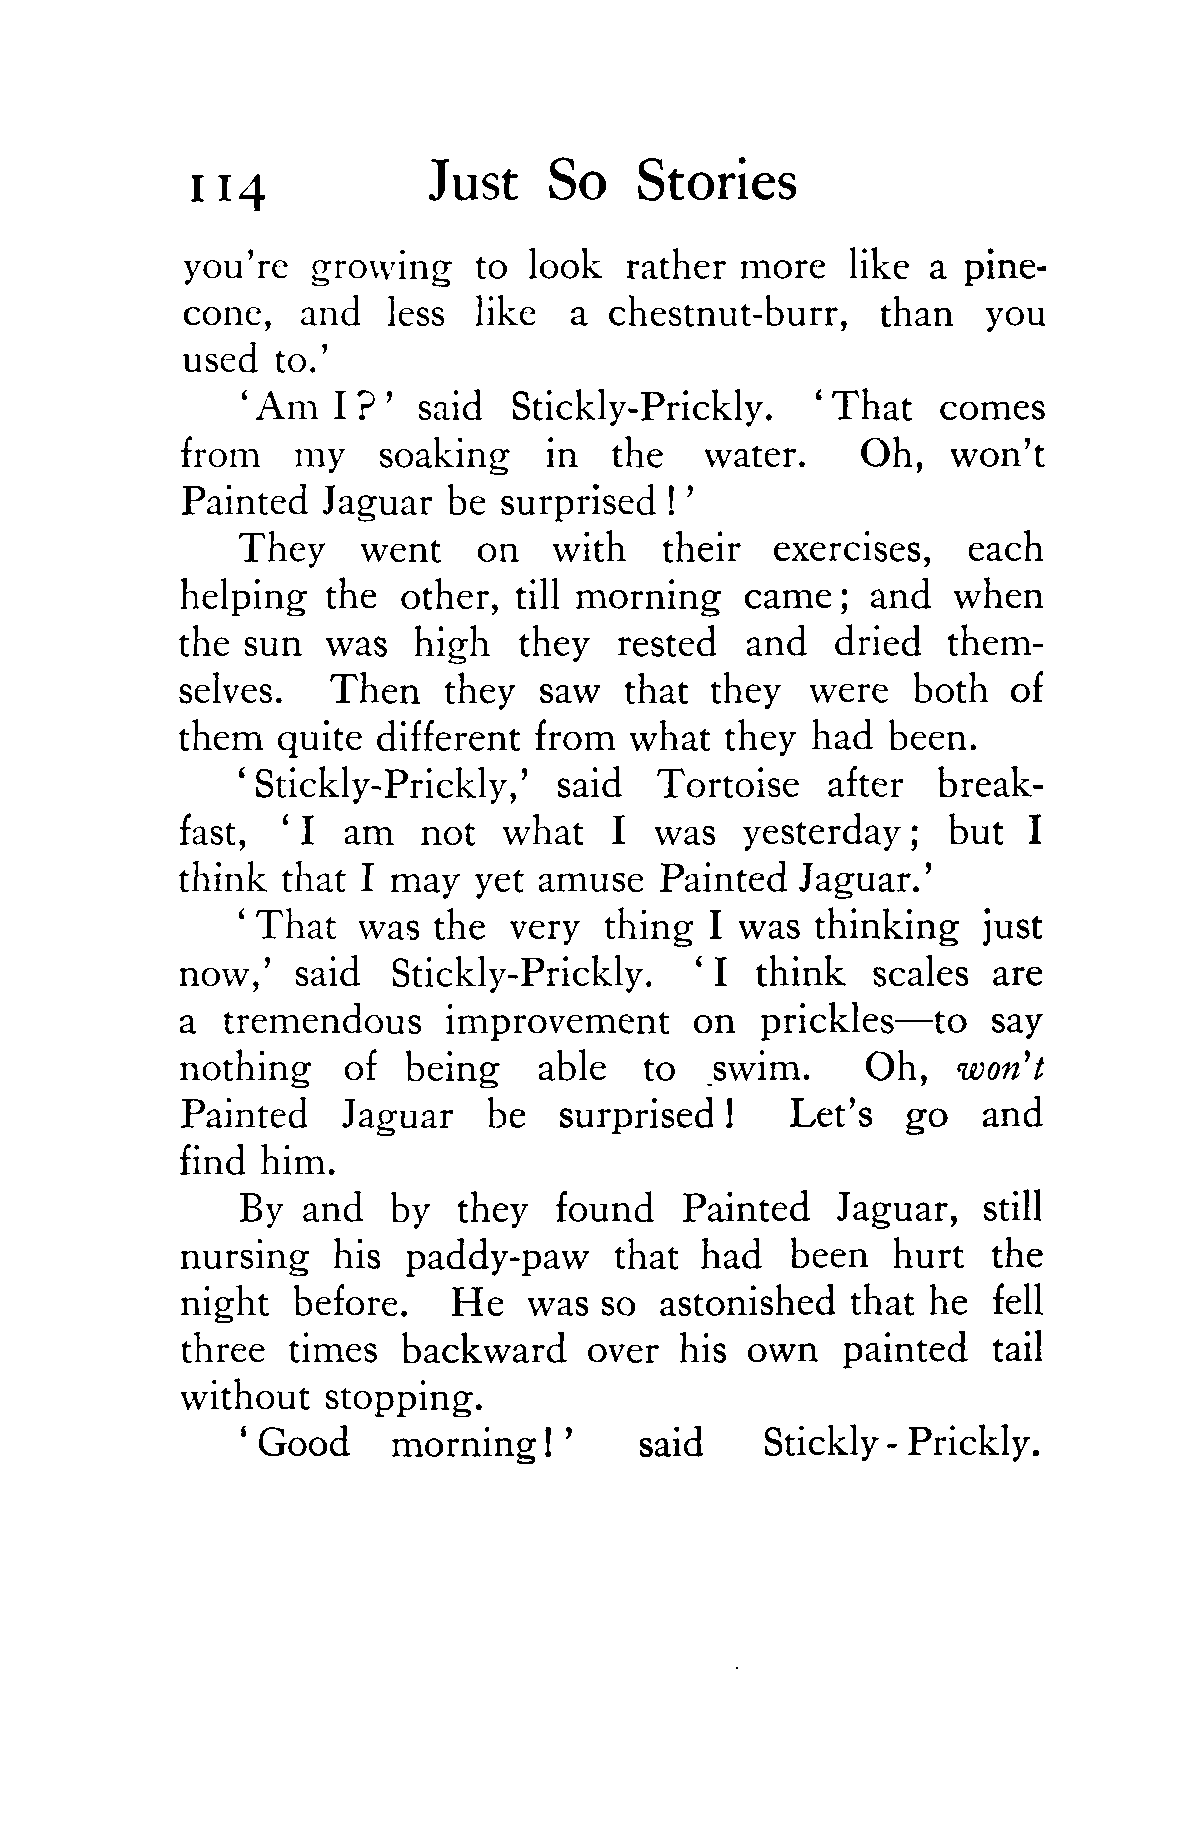 114 Just So Stories
you're growing to look rather more like a pine-
cone, and less like a chestnut-burr, than you
used to.'
'Am I?' said Stickly-Prickly. 'That comes
from my soaking in the water. Oh, won't
Painted Jaguar be surprised!'
They went on with their exercises, each
helping the other, till morning came; and when
the sun was high they rested and dried them-
selves. Then they saw that they were both of
them quite different from what they had been.
'Stickly-Prickly,' said Tortoise after break-
fast, 'I am not what I was yesterday; but I
think that I may yet amuse Painted Jaguar.'
'That was the very thing I was thinking just
now,' said Stickly-Prickly. 'I think scales are
a tremendous improvement on prickles—to say
nothing of being able to swim. Oh, won't
Painted Jaguar be surprised! Let's go and
find him.
By and by they found Painted Jaguar, still
nursing his paddy-paw that had been hurt the
night before. He was so astonished that he fell
three times backward over his own painted tail
without stopping.
'Good morning!' said Stickly-Prickly.